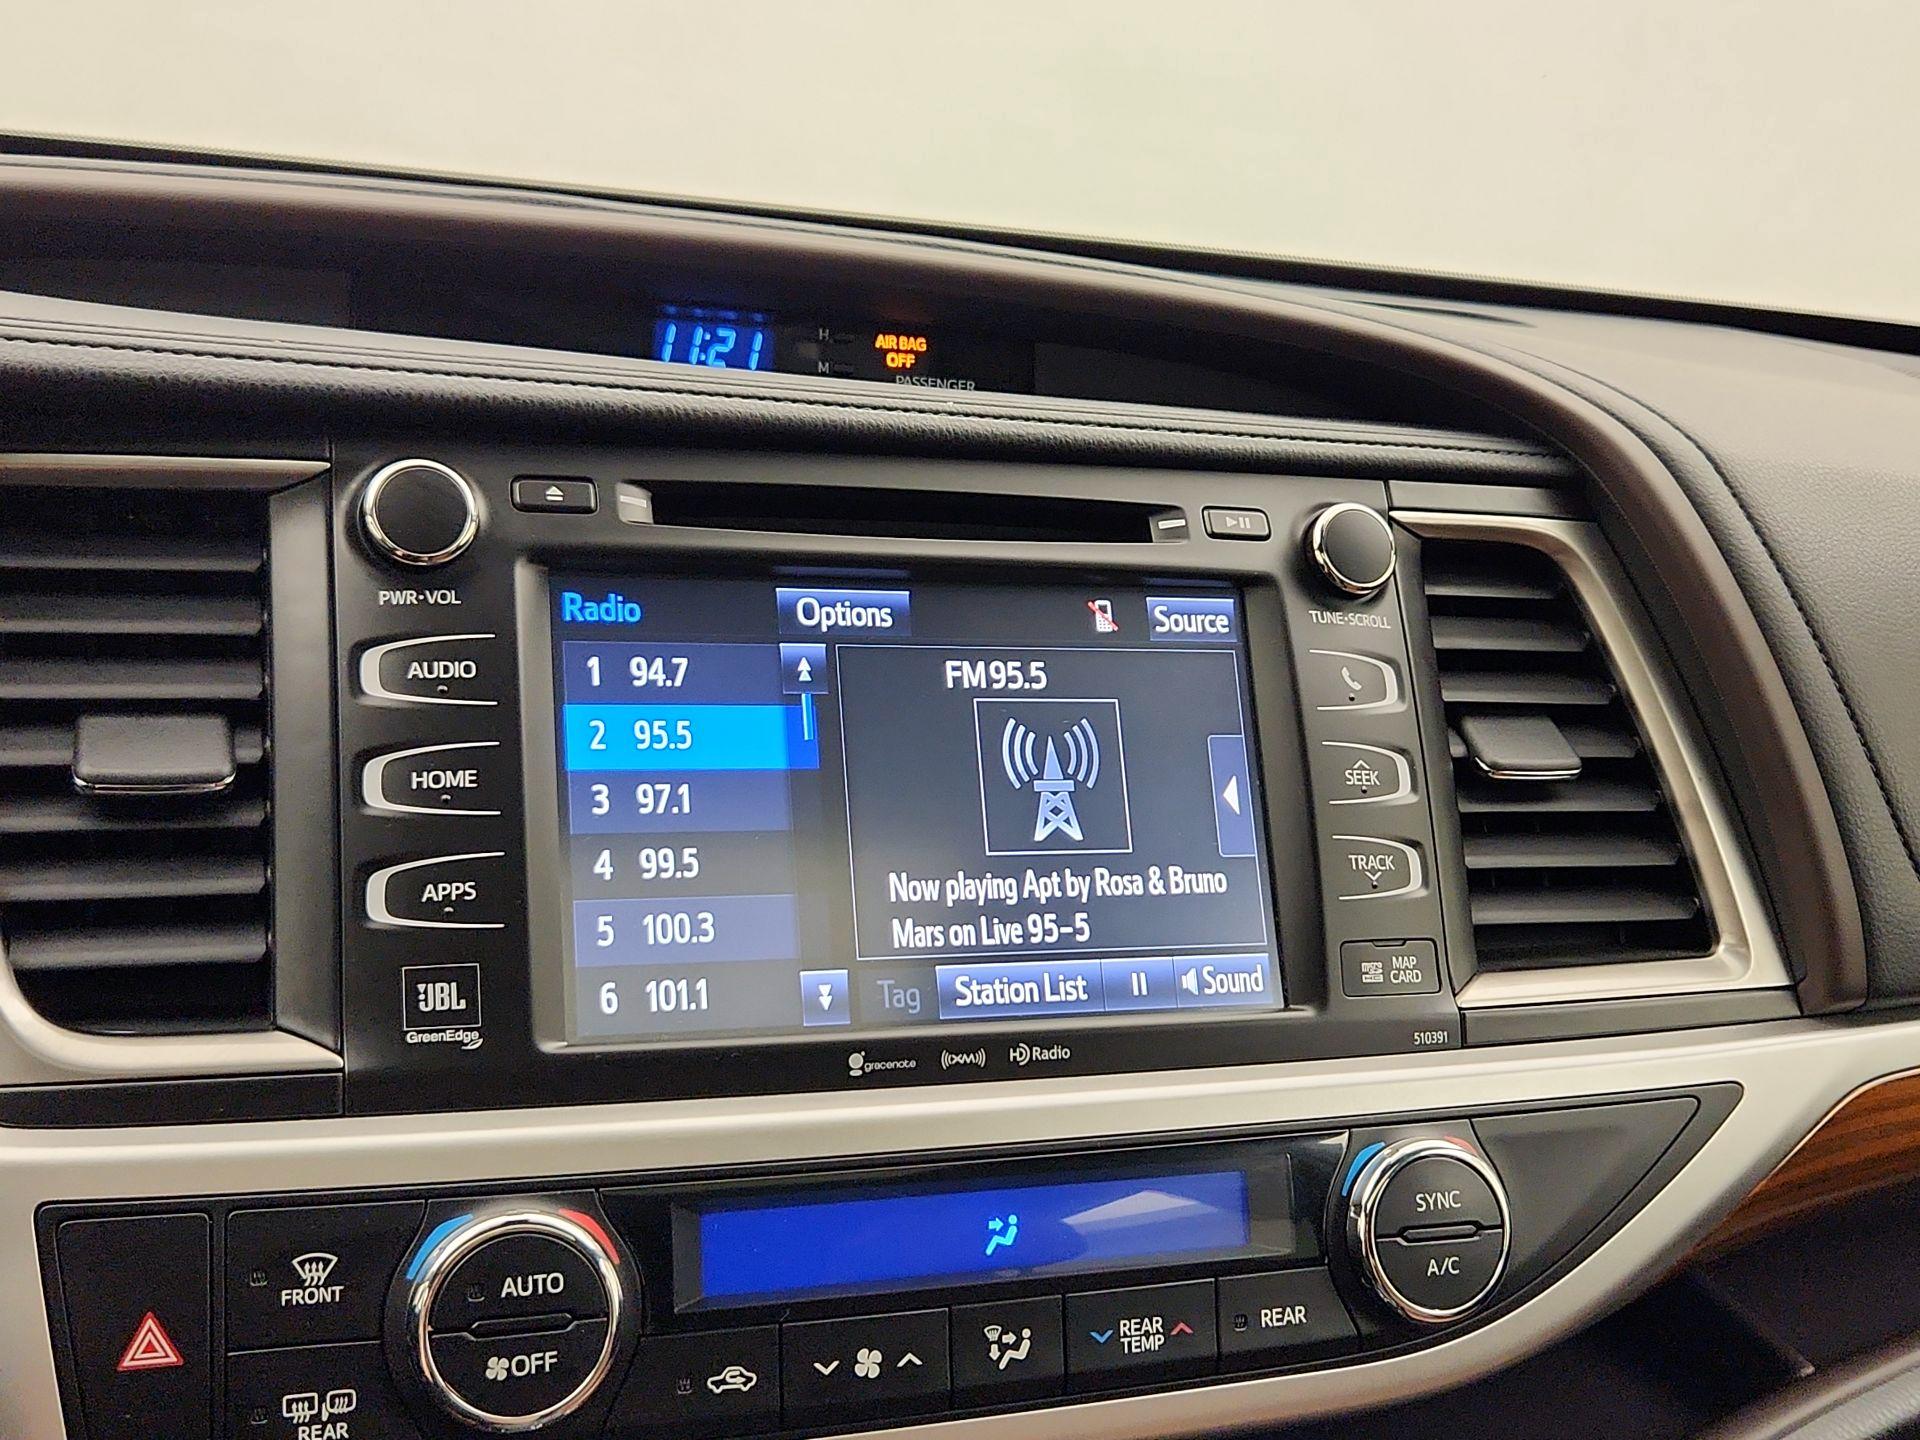 11:21
H
M
AIR BAG
OFF
PASSENGER
PWR•VOL
TUNE•SCROLL
AUDIO
HOME
APPS
JBL
GreenEdge
Radio
Options
Source
1 94.7
2 95.5
3 97.1
4 99.5
5 100.3
6 101.1
FM 95.5
Now playing Apt by Rosa & Bruno
Mars on Live 95-5
Tag
Station List
Sound
SEEK
TRACK
micro SD HC
MAP
CARD
510391
gracenote
((XM))
HD Radio
FRONT
REAR
AUTO
OFF
REAR
TEMP
REAR
SYNC
A/C